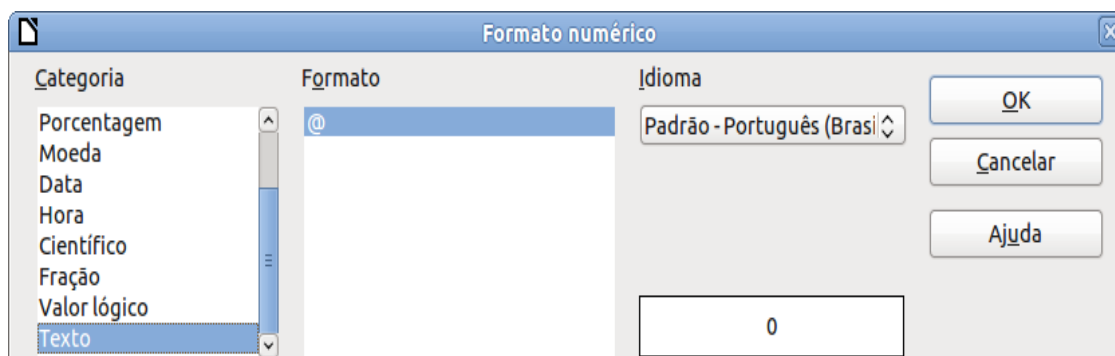 Formato numérico
Categoria
Porcentagem
Moeda
Data
Hora
Científico
Fração
Valor lógico
Texto
Formato
@
Idioma
Padrão - Português (Brasi
0
OK
Cancelar
Ajuda